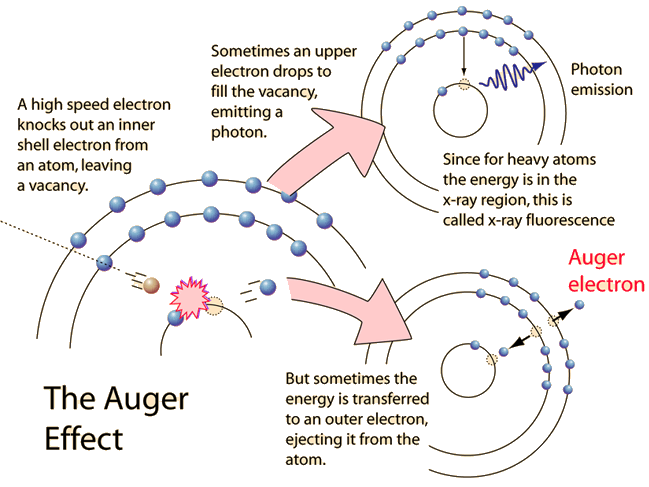 A high speed electron
knocks out an inner
shell electron from
an atom, leaving
a vacancy.
Sometimes an upper
electron drops to
fill the vacancy,
emitting a
photon.
Photon
emission
Since for heavy atoms
the energy is in the
x-ray region, this is
called x-ray fluorescence
Auger
electron
But sometimes the
energy is transferred
to an outer electron,
ejecting it from the
atom.
The Auger
Effect